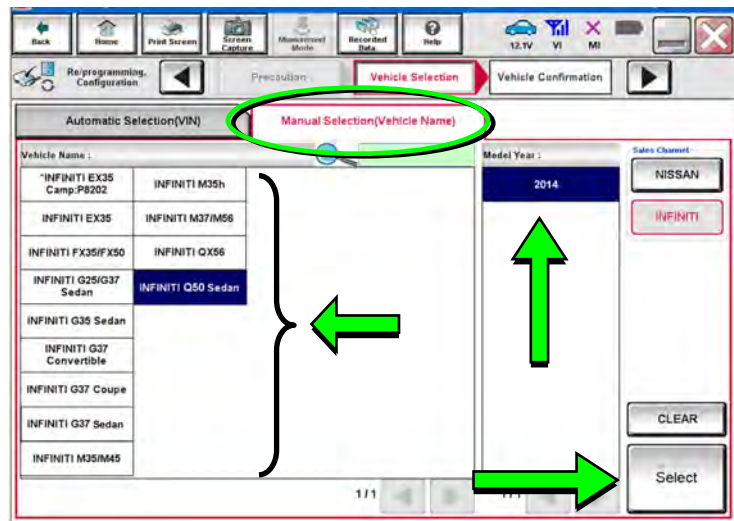 Back
Home
Print Screen
Screen
Capture
Measurement
Mode
Recorded
Data
Help
12.1V
VI
MI
Re/programming,
Configuration
Precaution
Vehicle Selection
Vehicle Confirmation
Automatic Selection(VIN)
Manual Selection(Vehicle Name)
Vehicle Name :
Model Year :
Sales Channel
*INFINITI EX35
Camp:P8202
INFINITI M35h
2014
NISSAN
INFINITI EX35
INFINITI M37/M56
INFINITI
INFINITI FX35/FX50
INFINITI QX56
INFINITI G25/G37
Sedan
INFINITI Q50 Sedan
INFINITI G35 Sedan
INFINITI G37
Convertible
INFINITI G37 Coupe
INFINITI G37 Sedan
CLEAR
INFINITI M35/M45
Select
1/1